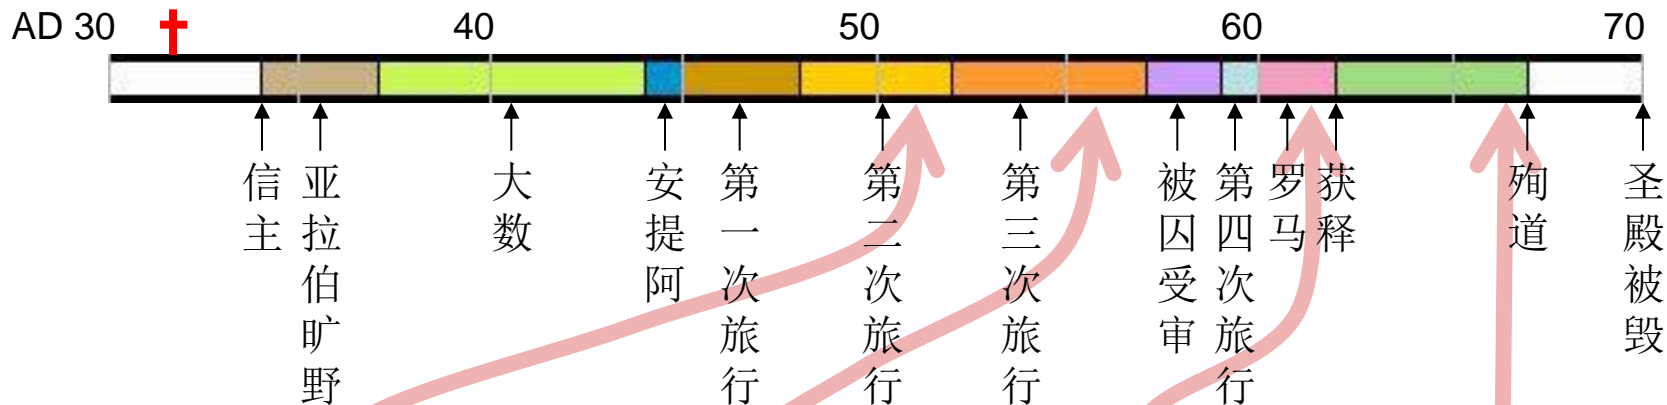 AD 30 40 50 60 70
信主
亚拉伯旷野
大数
安提阿
第一次旅行
第二次旅行
第三次旅行
被囚受审
第四次旅行
罗马
获释
殉道
圣殿被毁